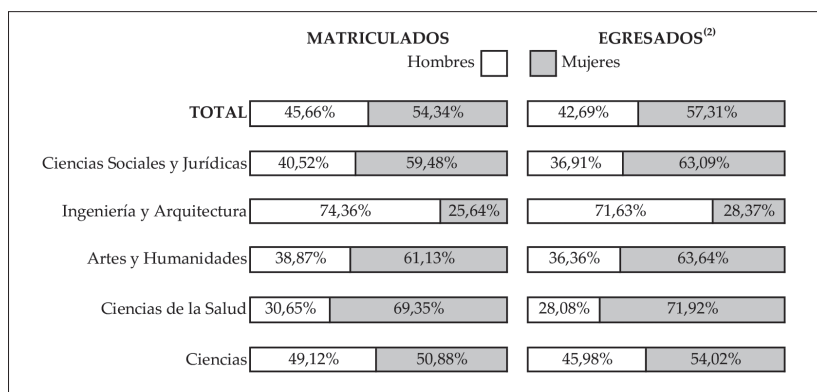 MATRICULADOS EGRESADOS(2)
Hombres Mujeres
TOTAL 45,66% 54,34% 42,69% 57,31%
Ciencias Sociales y Jurídicas 40,52% 59,48% 36,91% 63,09%
Ingeniería y Arquitectura 74,36% 25,64% 71,63% 28,37%
Artes y Humanidades 38,87% 61,13% 36,36% 63,64%
Ciencias de la Salud 30,65% 69,35% 28,08% 71,92%
Ciencias 49,12% 50,88% 45,98% 54,02%